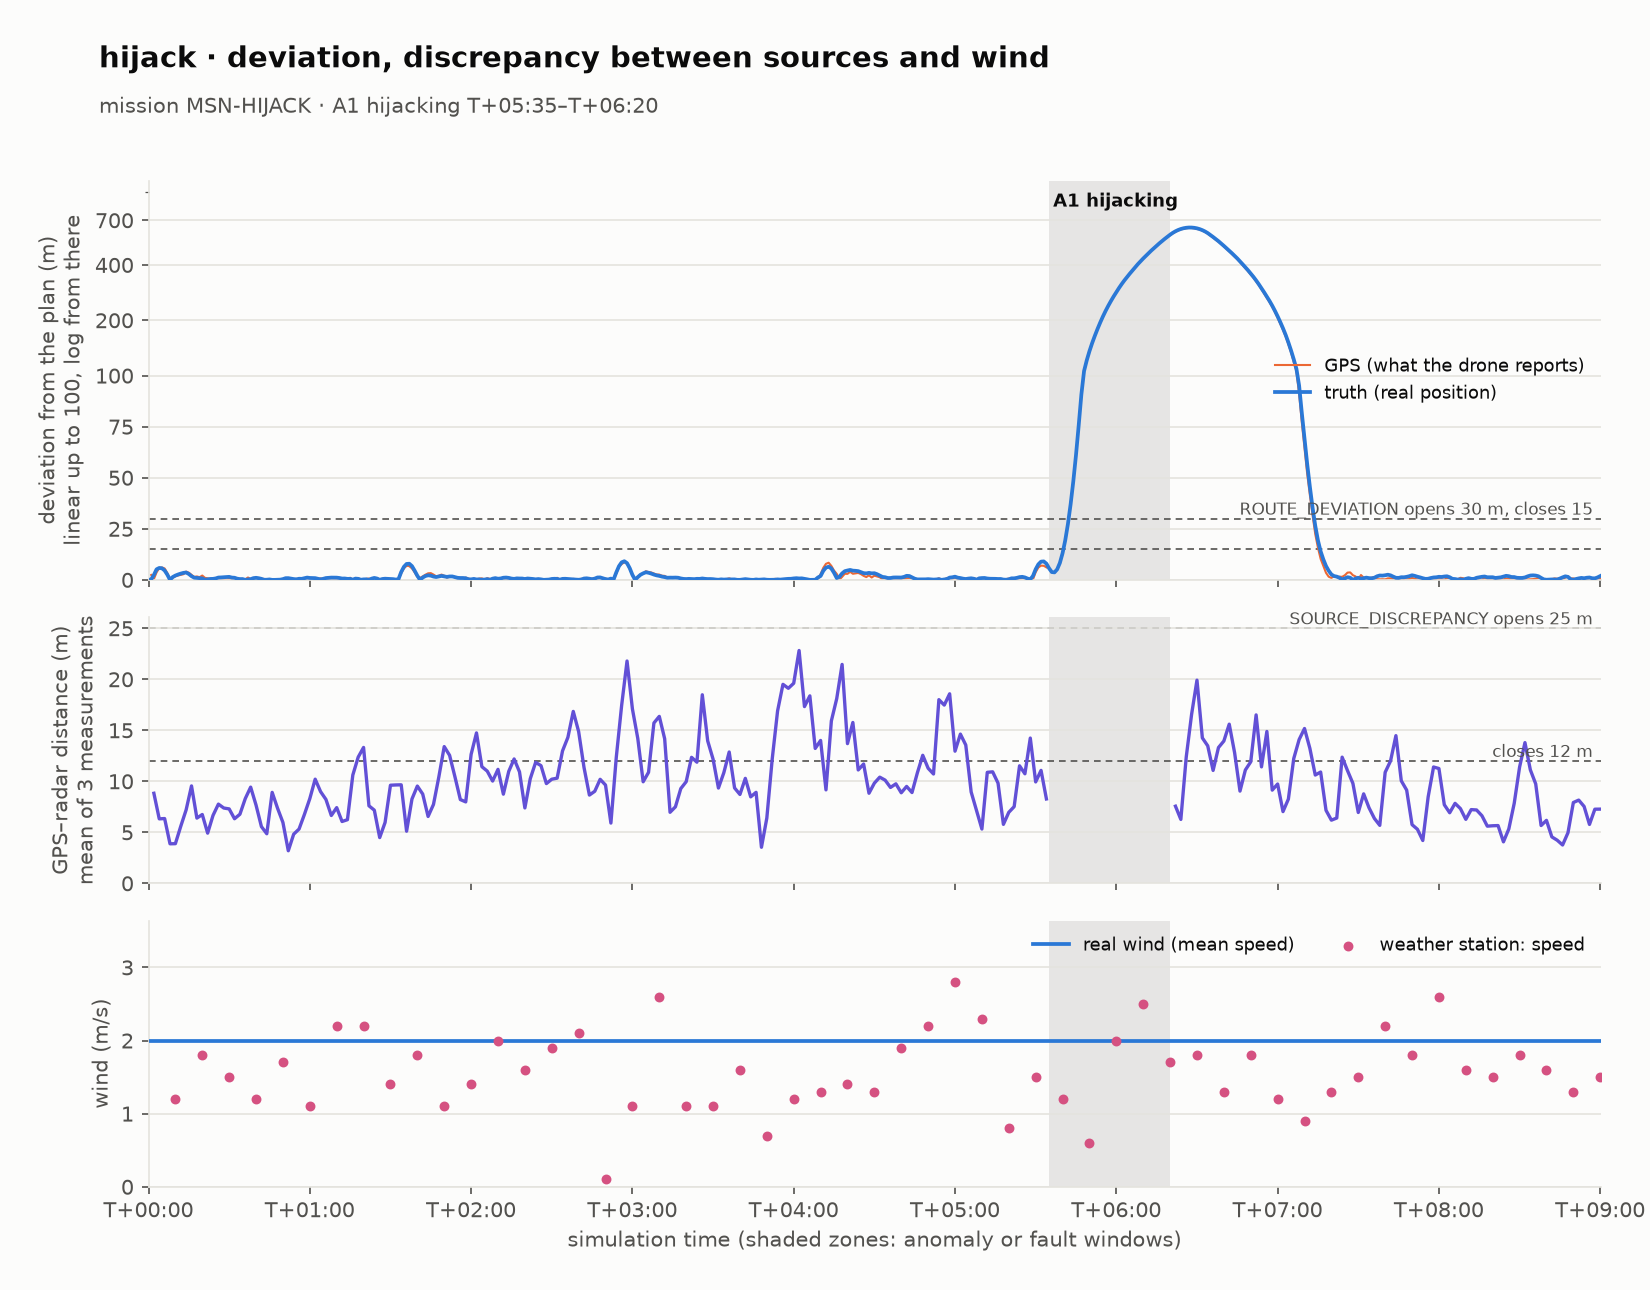 hijack · deviation, discrepancy between sources and wind
mission MSN-HIJACK · A1 hijacking T+05:35–T+06:20
deviation from the plan (m)
linear up to 100, log from there
700
400
200
100
75
50
25
0
A1 hijacking
GPS (what the drone reports)
truth (real position)
ROUTE_DEVIATION opens 30 m, closes 15
GPS–radar distance (m)
mean of 3 measurements
25
20
15
10
5
0
SOURCE_DISCREPANCY opens 25 m
closes 12 m
wind (m/s)
3
2
1
0
real wind (mean speed)
weather station: speed
T+00:00 T+01:00 T+02:00 T+03:00 T+04:00 T+05:00 T+06:00 T+07:00 T+08:00 T+09:00
simulation time (shaded zones: anomaly or fault windows)